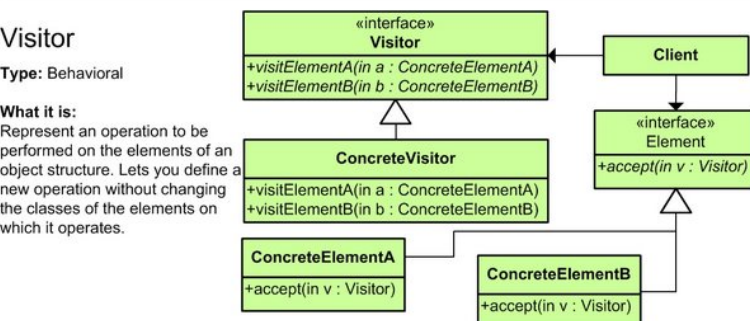 Visitor
Type: Behavioral
What it is:
Represent an operation to be
performed on the elements of an
object structure. Lets you define a
new operation without changing
the classes of the elements on
which it operates.
«interface»
Visitor
+visitElementA(in a : ConcreteElementA)
+visitElementB(in b : ConcreteElementB)
Client
«interface»
Element
+accept(in v : Visitor)
ConcreteVisitor
+visitElementA(in a : ConcreteElementA)
+visitElementB(in b : ConcreteElementB)
ConcreteElementA
+accept(in v : Visitor)
ConcreteElementB
+accept(in v : Visitor)